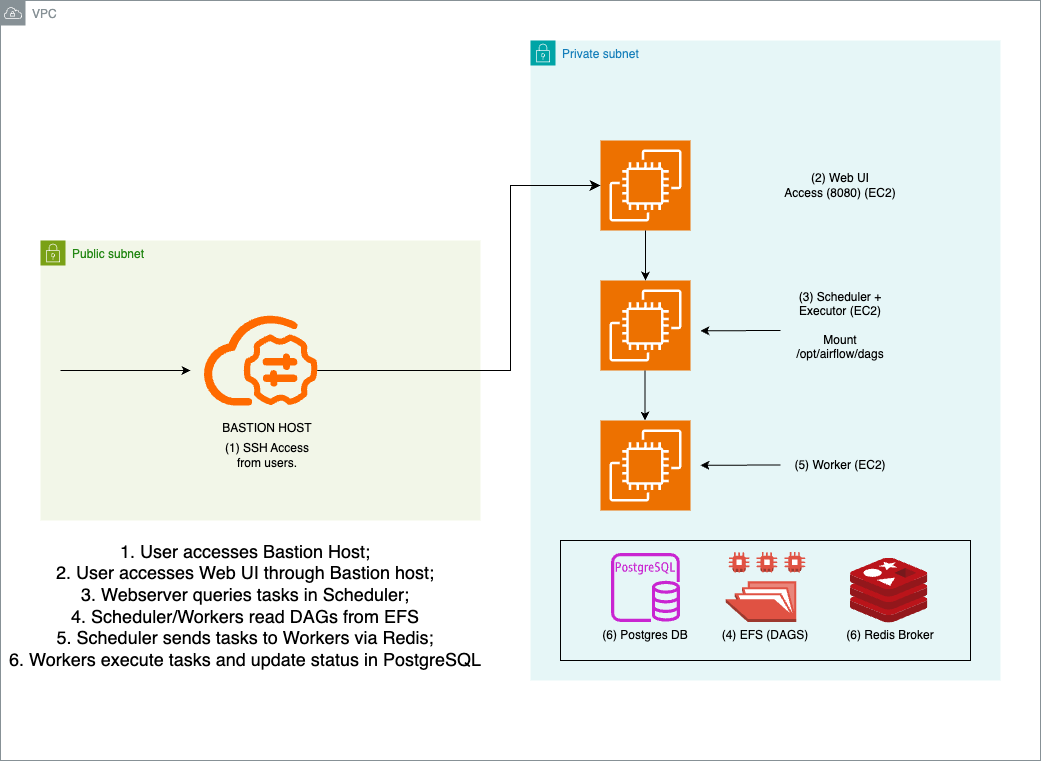 VPC
Private subnet
(2) Web UI
Access (8080) (EC2)
Public subnet
(3) Scheduler +
Executor (EC2)
Mount
/opt/airflow/dags
BASTION HOST
(1) SSH Access
from users.
(5) Worker (EC2)
1. User accesses Bastion Host;
2. User accesses Web UI through Bastion host;
3. Webserver queries tasks in Scheduler;
4. Scheduler/Workers read DAGs from EFS
5. Scheduler sends tasks to Workers via Redis;
6. Workers execute tasks and update status in PostgreSQL
PostgreSQL
(6) Postgres DB
(4) EFS (DAGS)
(6) Redis Broker